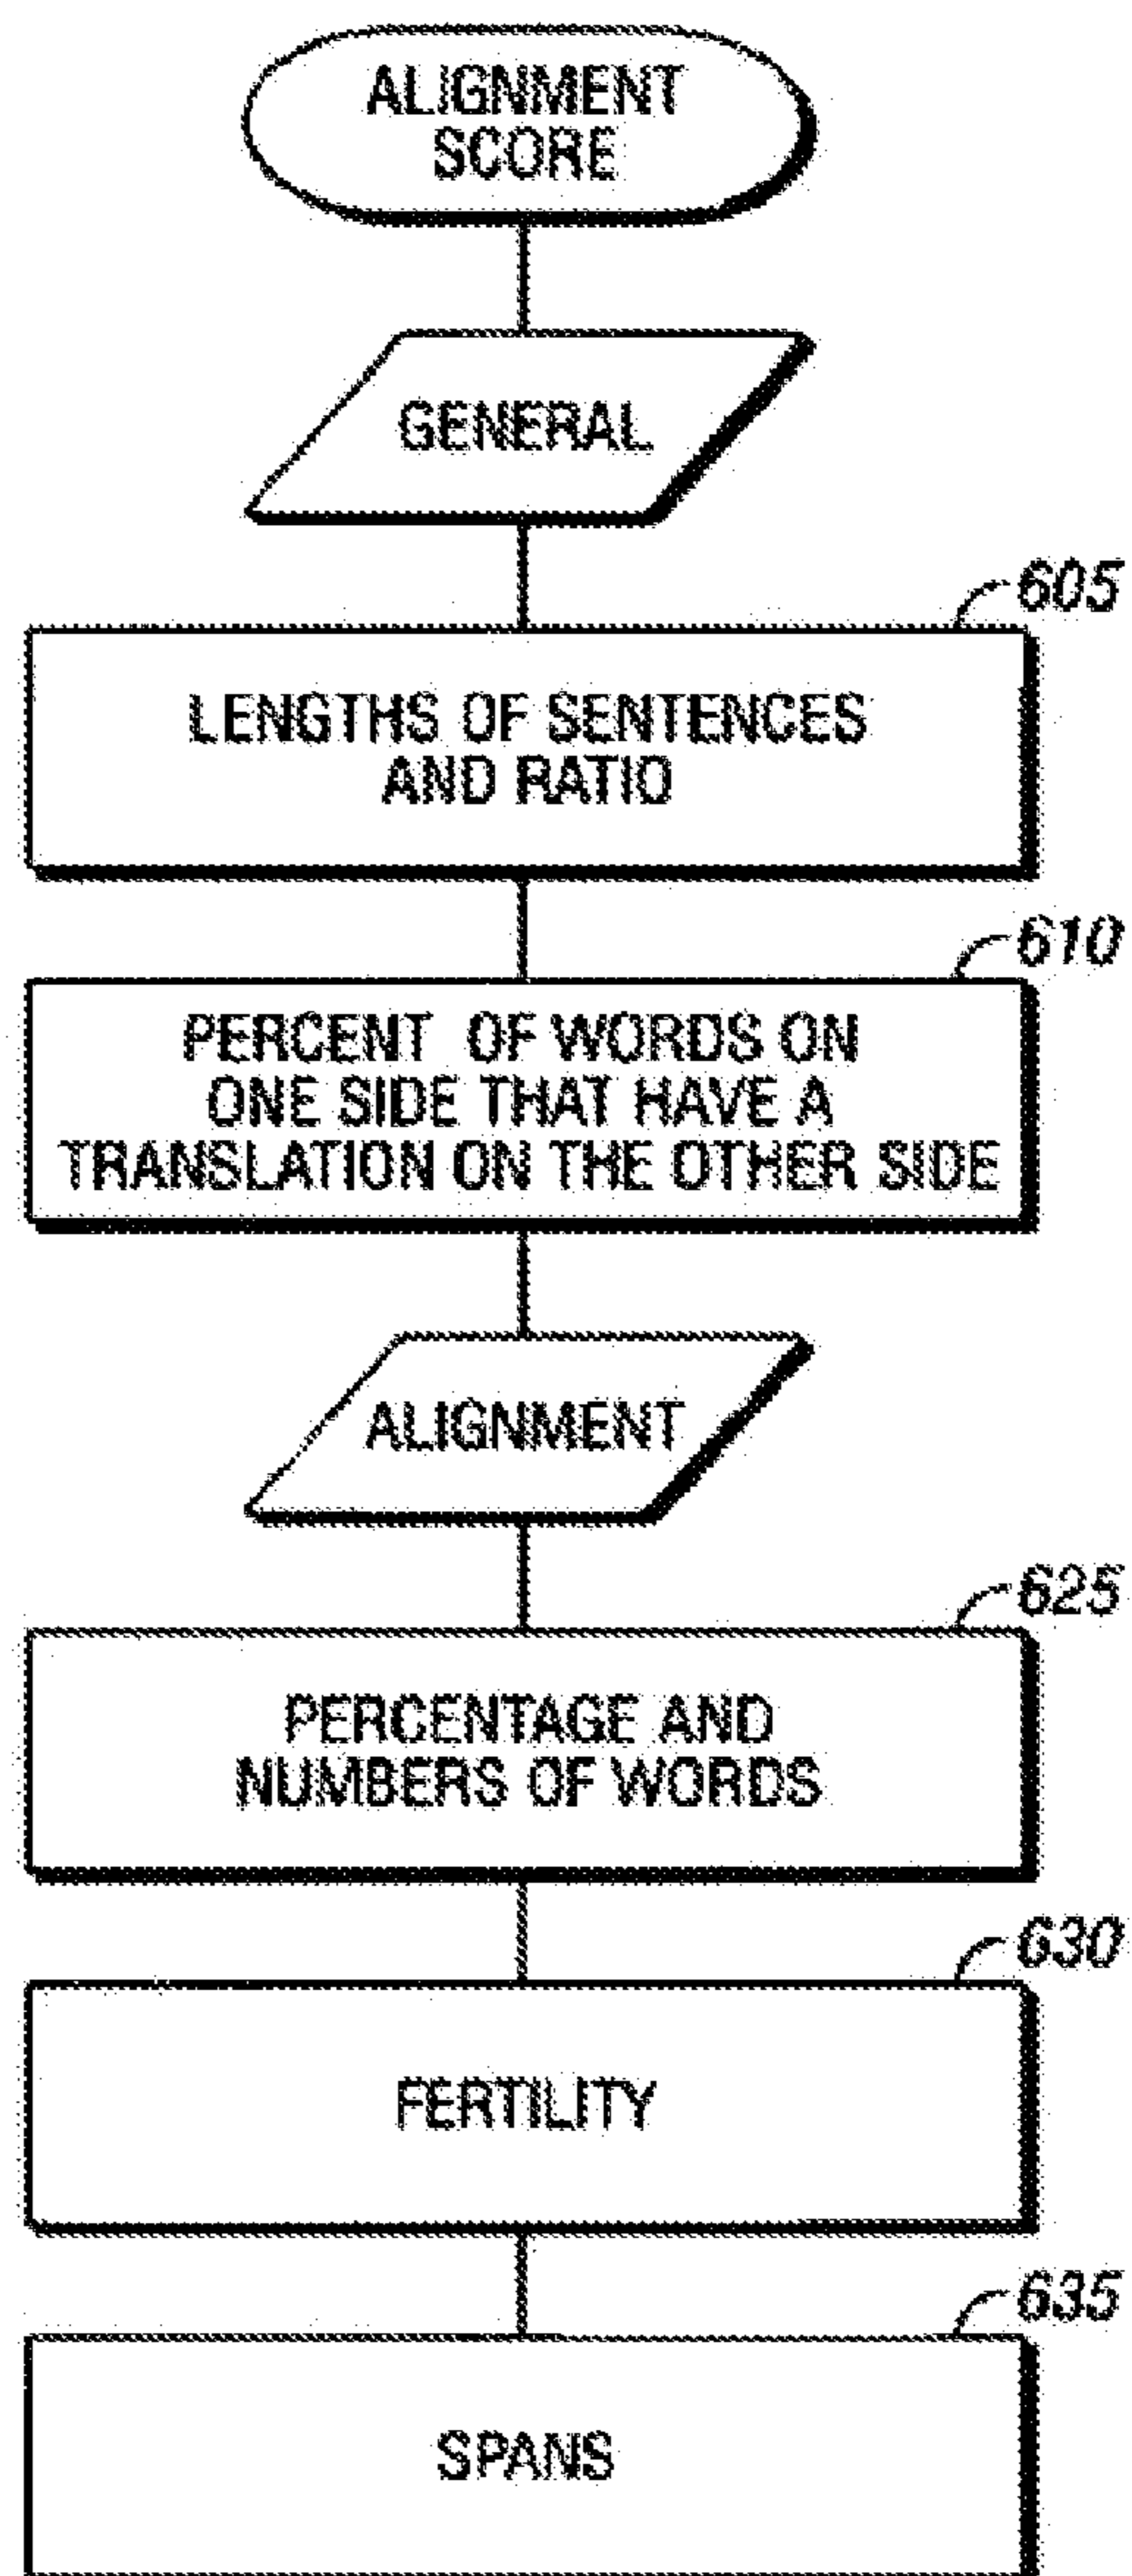 ALIGNMENT
SCORE
GENERAL
605
LENGTHS OF SENTENCES
AND RATIO
610
PERCENT OF WORDS ON
ONE SIDE THAT HAVE A
TRANSLATION ON THE OTHER SIDE
ALIGNMENT
625
PERCENTAGE AND
NUMBERS OF WORDS
630
FERTILITY
635
SPANS